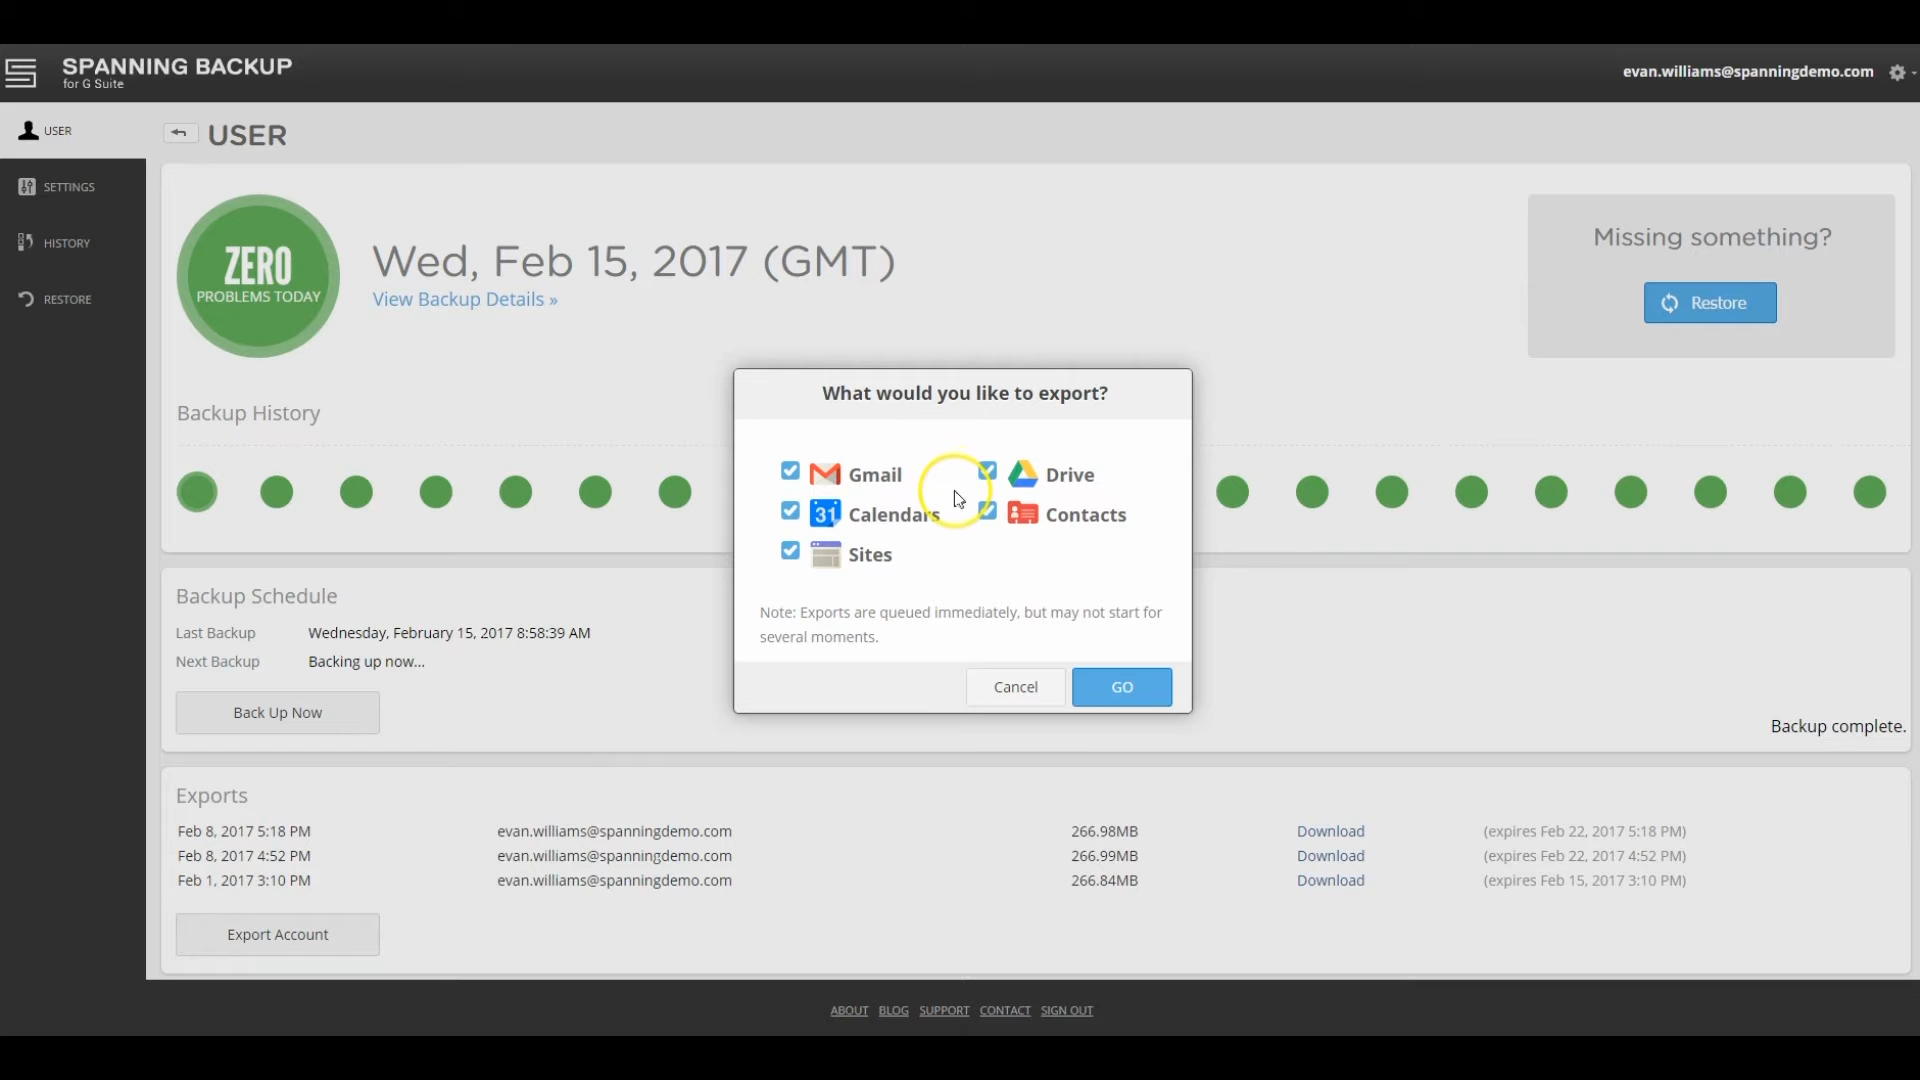 SPANNING BACKUP
for G Suite
evan.williams@spanningdemo.com
USER
USER
SETTINGS
HISTORY
RESTORE
ZERO
PROBLEMS TODAY
Wed, Feb 15, 2017 (GMT)
View Backup Details »
Missing something?
Restore
Backup History
What would you like to export?
Gmail
Drive
31
Calendars
Contacts
Sites
Note: Exports are queued immediately, but may not start for
several moments.
Cancel
GO
Backup Schedule
Last Backup Wednesday, February 15, 2017 8:58:39 AM
Next Backup Backing up now...
Back Up Now
Backup complete.
Exports
Feb 8, 2017 5:18 PM evan.williams@spanningdemo.com 266.98MB Download (expires Feb 22, 2017 5:18 PM)
Feb 8, 2017 4:52 PM evan.williams@spanningdemo.com 266.99MB Download (expires Feb 22, 2017 4:52 PM)
Feb 1, 2017 3:10 PM evan.williams@spanningdemo.com 266.84MB Download (expires Feb 15, 2017 3:10 PM)
Export Account
ABOUT BLOG SUPPORT CONTACT SIGN OUT